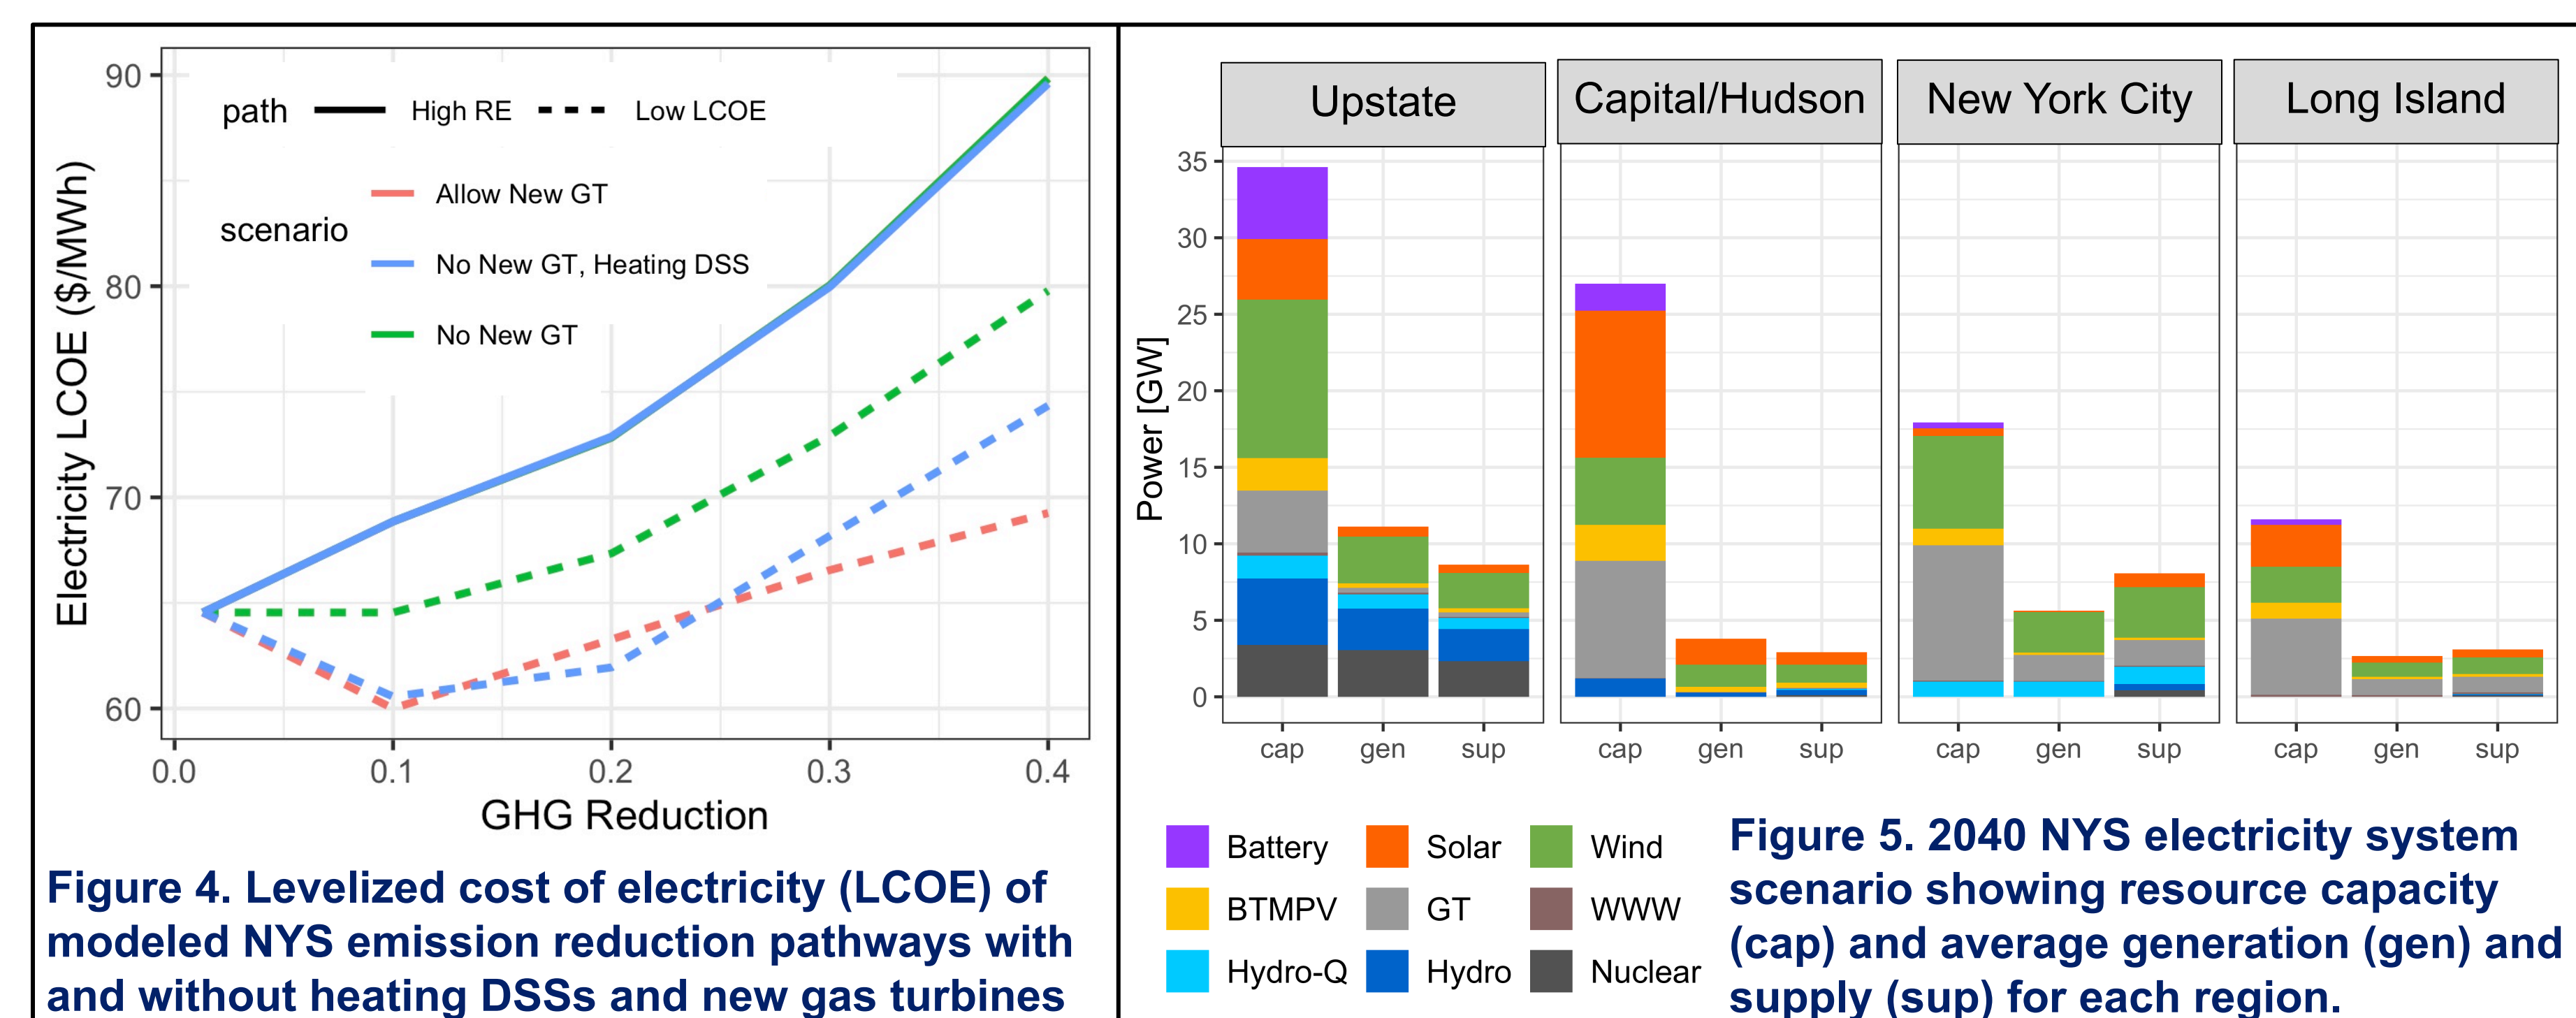 90
80
70
60
Electricity LCOE ($/MWh)
path High RE Low LCOE
scenario
Allow New GT
No New GT, Heating DSS
No New GT
0.0 0.1 0.2 0.3 0.4
GHG Reduction
Figure 4. Levelized cost of electricity (LCOE) of
modeled NYS emission reduction pathways with
and without heating DSSs and new gas turbines
Upstate Capital/Hudson New York City Long Island
35
30
25
20
15
10
5
0
Power [GW]
cap gen sup cap gen sup cap gen sup cap gen sup
Battery Solar Wind
BTMPV GT WWW
Hydro-Q Hydro Nuclear
Figure 5. 2040 NYS electricity system
scenario showing resource capacity
(cap) and average generation (gen) and
supply (sup) for each region.